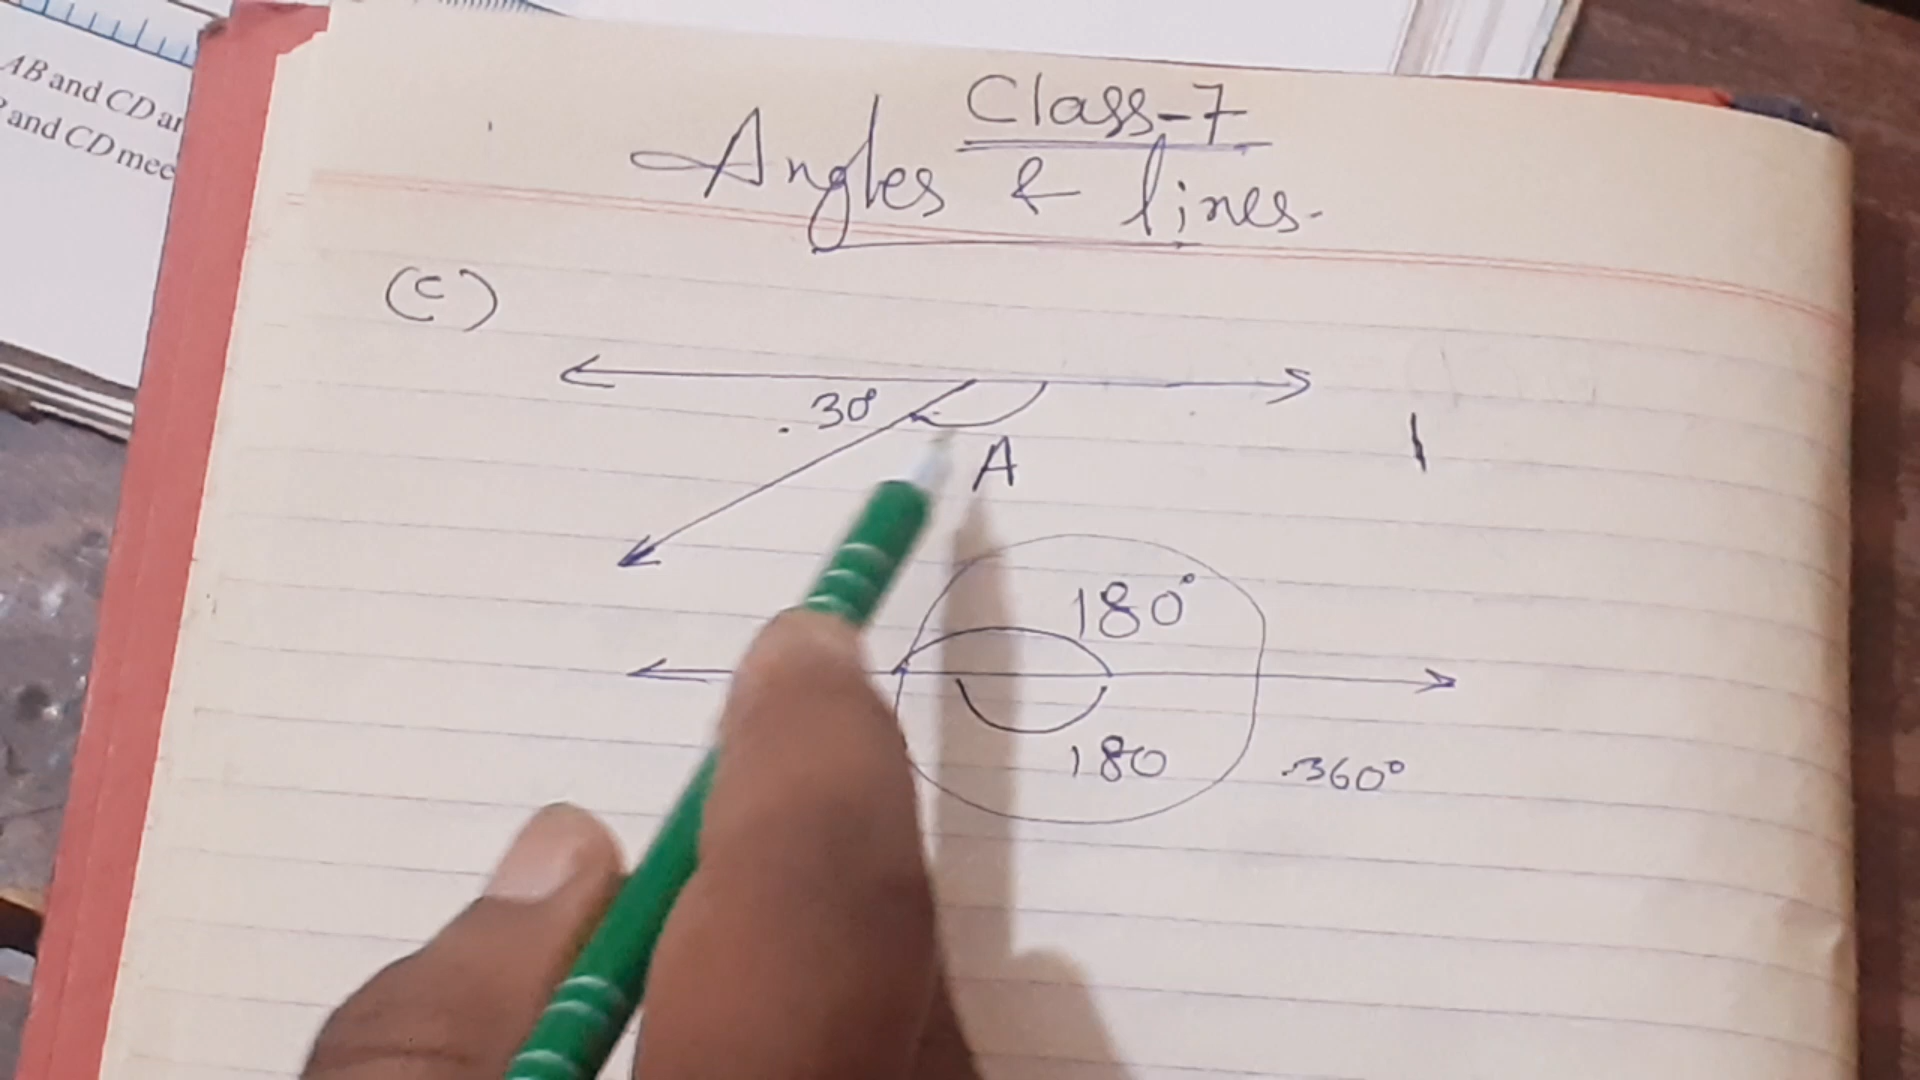 AB and CD ar
and CD mee
Class-7
Angles & lines.
(C)
30°
A
180°
180
360°